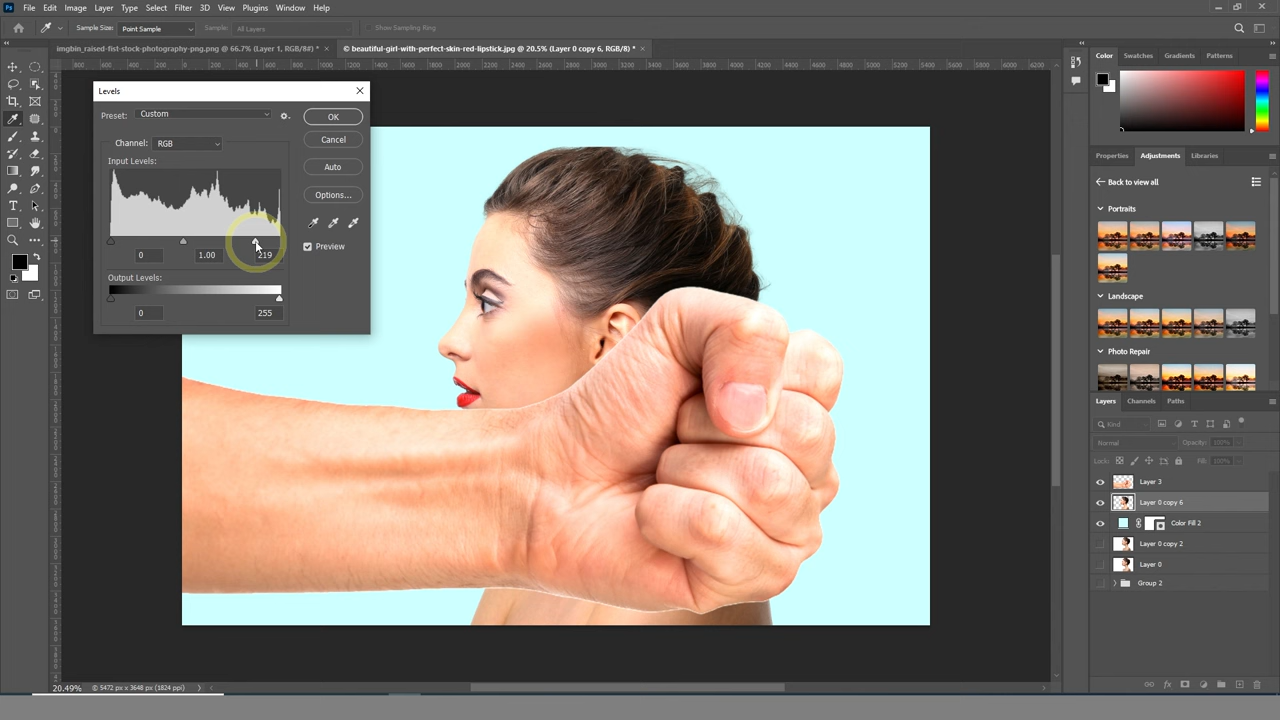 Ps File Edit Image Layer Type Select Filter 3D View Plugins Window Help
Sample Size: Point Sample Sample: All Layers Show Sampling Ring
imgbin_raised-fist-stock-photography-png.png @ 66.7% (Layer 1, RGB/8#) * ×
© beautiful-girl-with-perfect-skin-red-lipstick.jpg @ 20.5% (Layer 0 copy 6, RGB/8) * ×
Levels
Preset: Custom
OK
Channel: RGB
Cancel
Input Levels:
Auto
Options...
Preview
0 1.00 219
Output Levels:
0 255
Color Swatches Gradients Patterns
Properties Adjustments Libraries
Back to view all
Portraits
Landscape
Photo Repair
Layers Channels Paths
Kind
Normal Opacity: 100%
Lock: Fill: 100%
Layer 3
Layer 0 copy 6
Color Fill 2
Layer 0 copy 2
Layer 0
Group 2
fx
20.49% © 5472 px x 3648 px (1824 ppi)